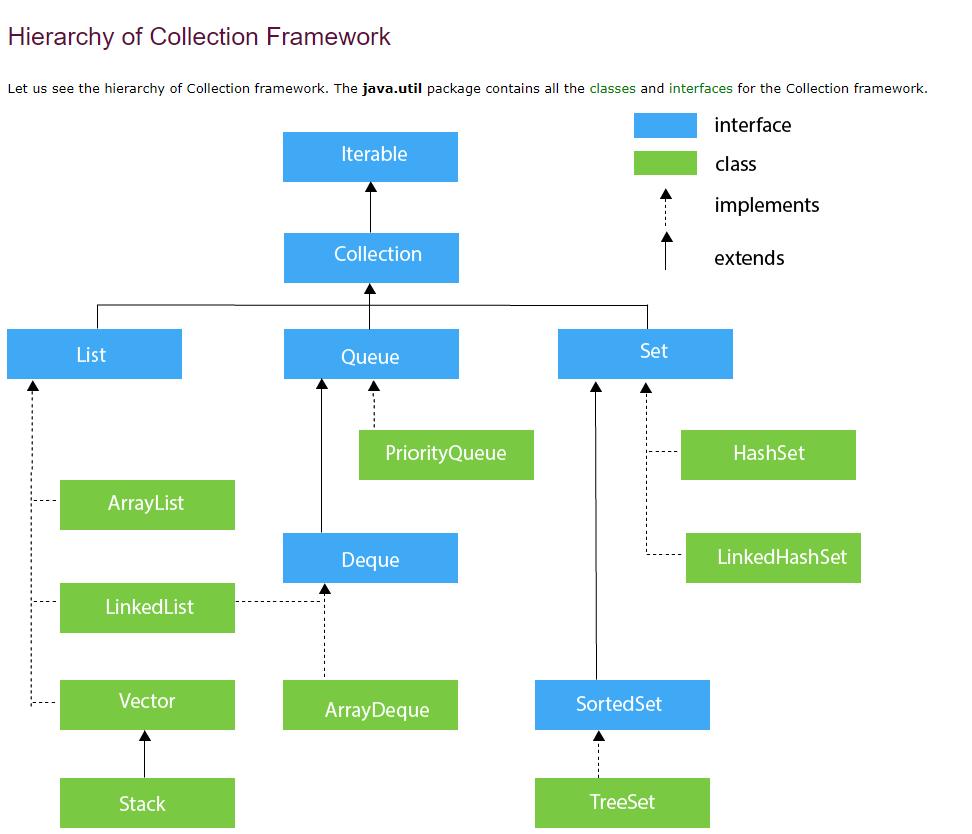 Hierarchy of Collection Framework
Let us see the hierarchy of Collection framework. The java.util package contains all the classes and interfaces for the Collection framework.
interface
class
implements
extends
Iterable
Collection
List
Queue
Set
PriorityQueue
HashSet
ArrayList
Deque
LinkedHashSet
LinkedList
Vector
ArrayDeque
SortedSet
Stack
TreeSet